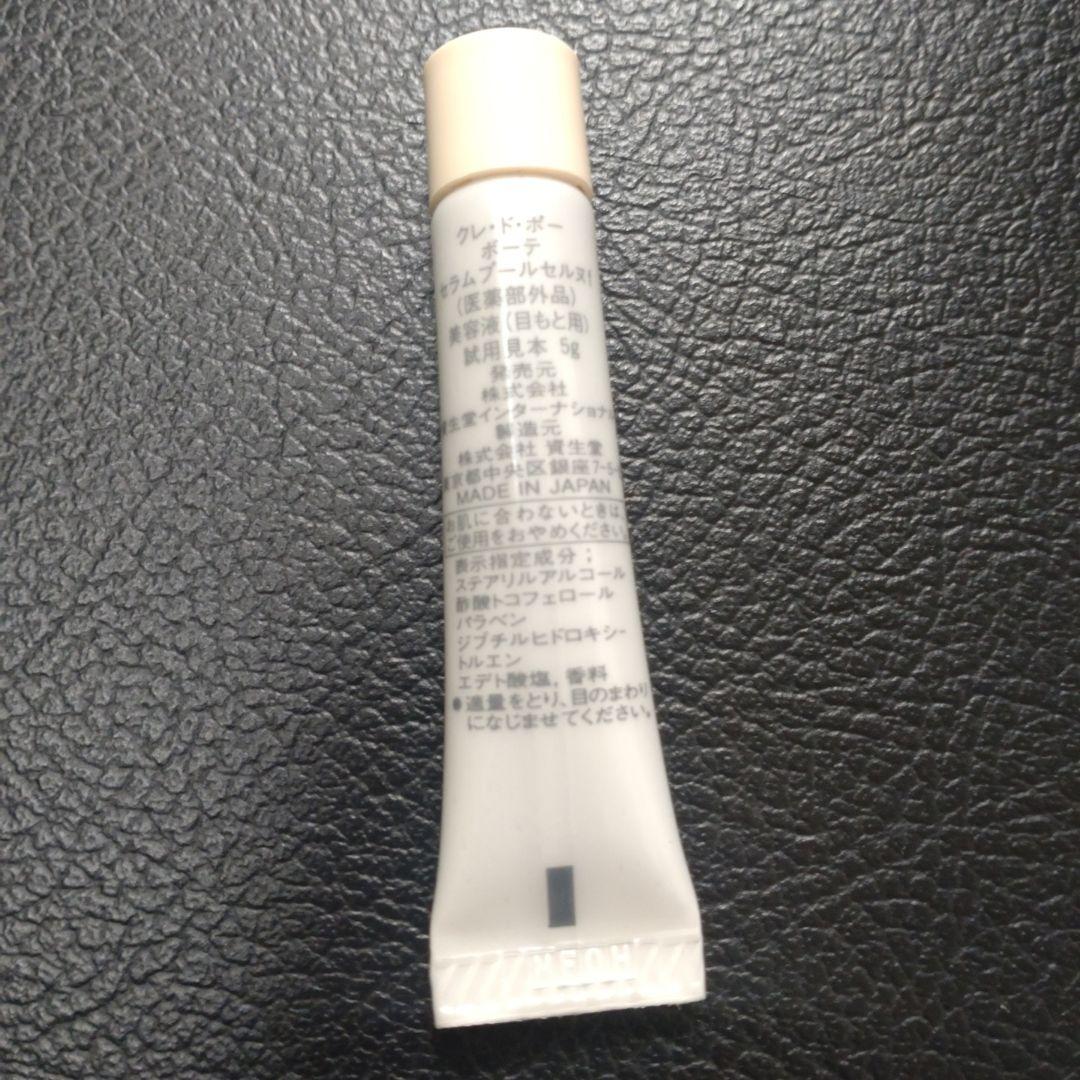 クレ・ド・ポー
ボーテ
セラムプールセルヌf
(医薬部外品)
美容液(目もと用)
試用見本 5g
発売元
株式会社
生堂インターナショナル
製造元
株式会社 資生堂
京都中央区銀座7-5-
MADE IN JAPAN
お肌に合わないときは、
ご使用をおやめください。
表示指定成分;
ステアリルアルコール
酢酸トコフェロール
パラベン
ジブチルヒドロキシ-
トルエン
エデト酸塩,香料
●適量をとり、目のまわり
になじませてください。